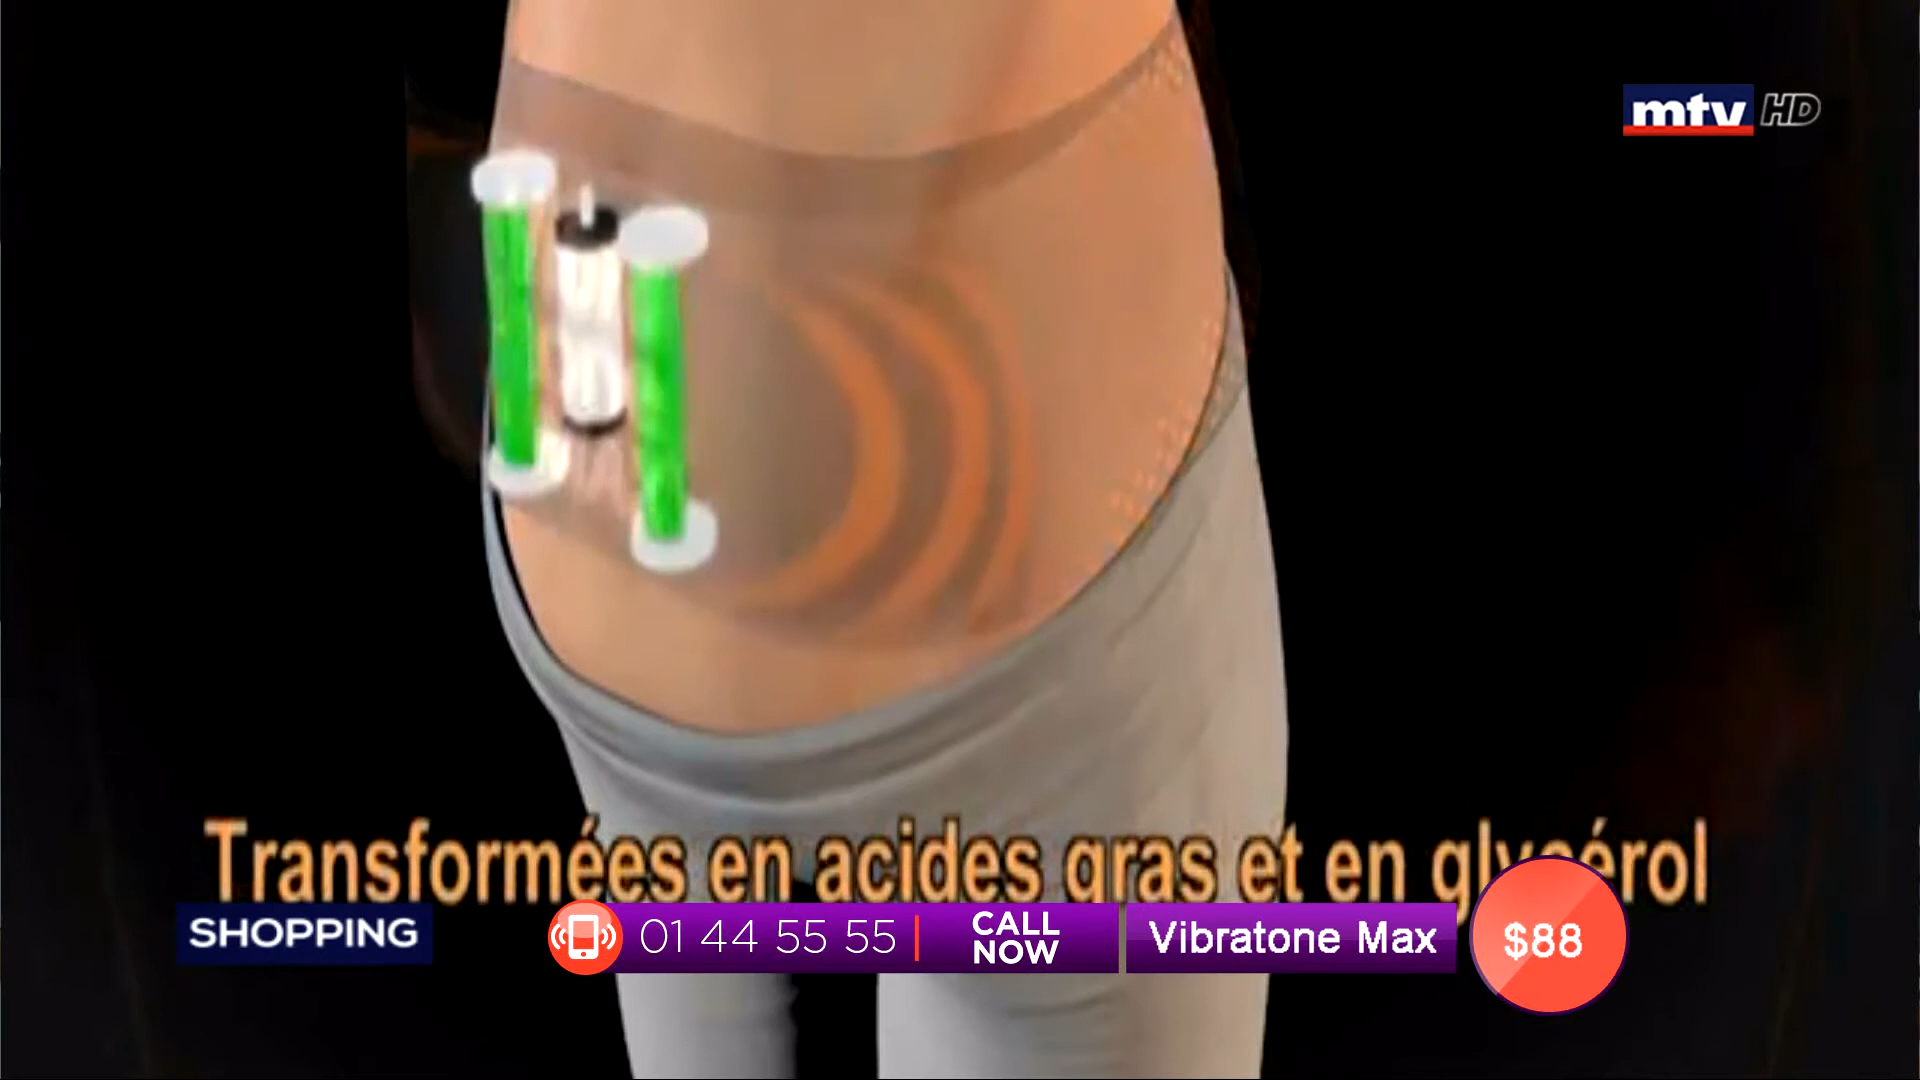 mtv HD
Transformées en acides gras et en glycérol
SHOPPING
01 44 55 55
CALL
NOW
Vibratone Max
$88